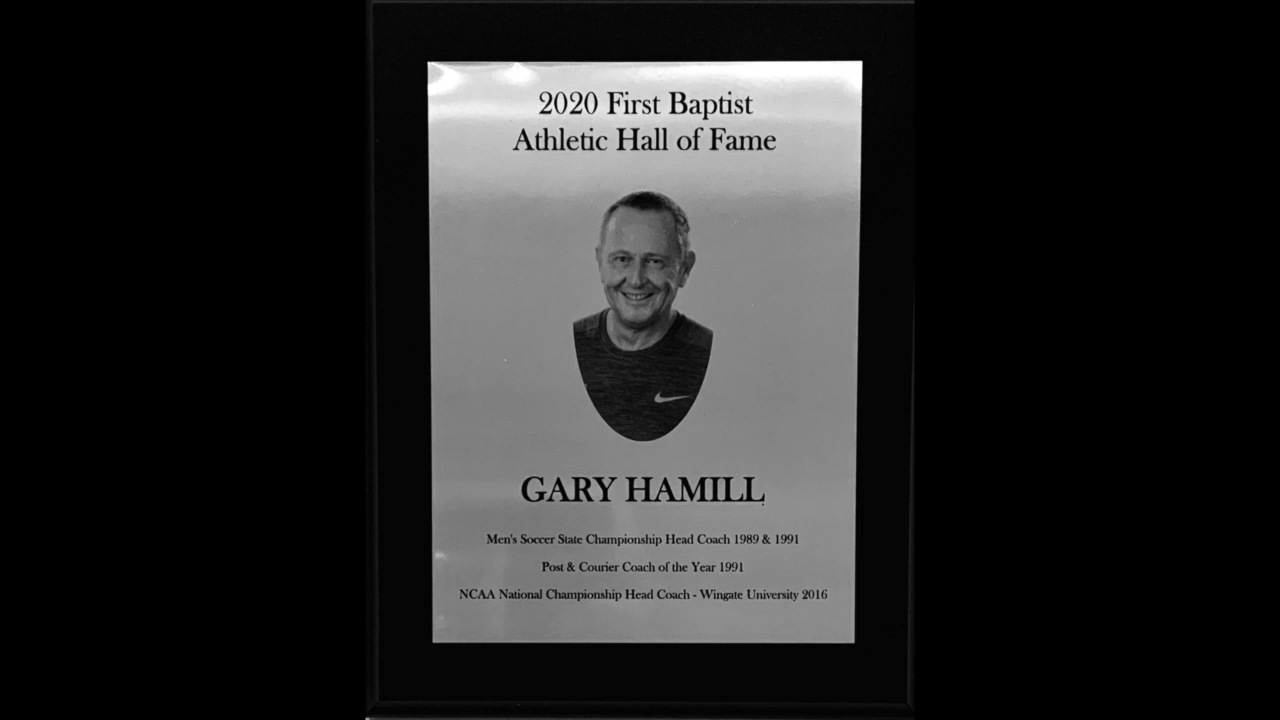 2020 First Baptist
Athletic Hall of Fame
GARY HAMILL
Men's Soccer State Championship Head Coach 1989 & 1991
Post & Courier Coach of the Year 1991
NCAA National Championship Head Coach - Wingate University 2016